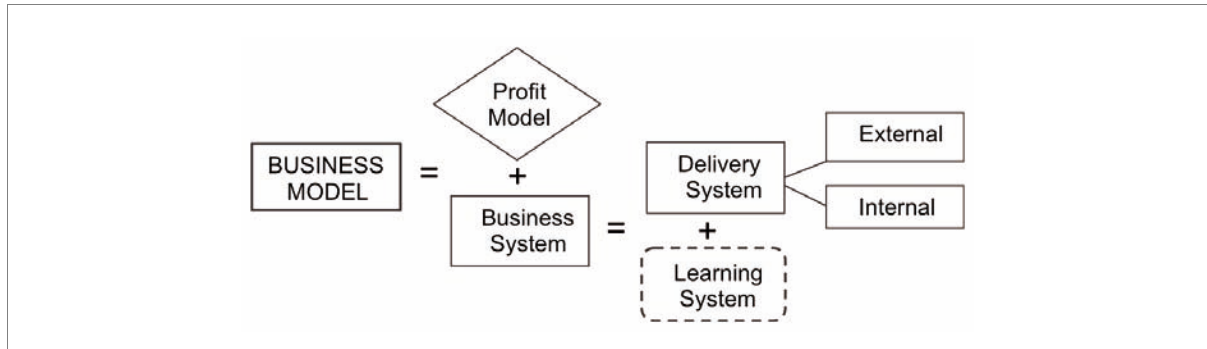 BUSINESS
MODEL
=
Profit
Model
+
Business
System
=
Delivery
System
+
Learning
System
External
Internal